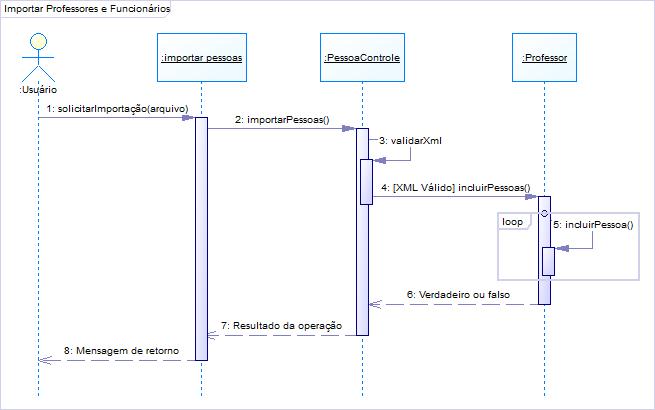 Importar Professores e Funcionários
:Usuário
:importar pessoas
:PessoaControle
:Professor
1: solicitarImportação(arquivo)
2: importarPessoas()
3: validarXml
4: [XML Válido] incluirPessoas()
loop
5: incluirPessoa()
6: Verdadeiro ou falso
7: Resultado da operação
8: Mensagem de retorno